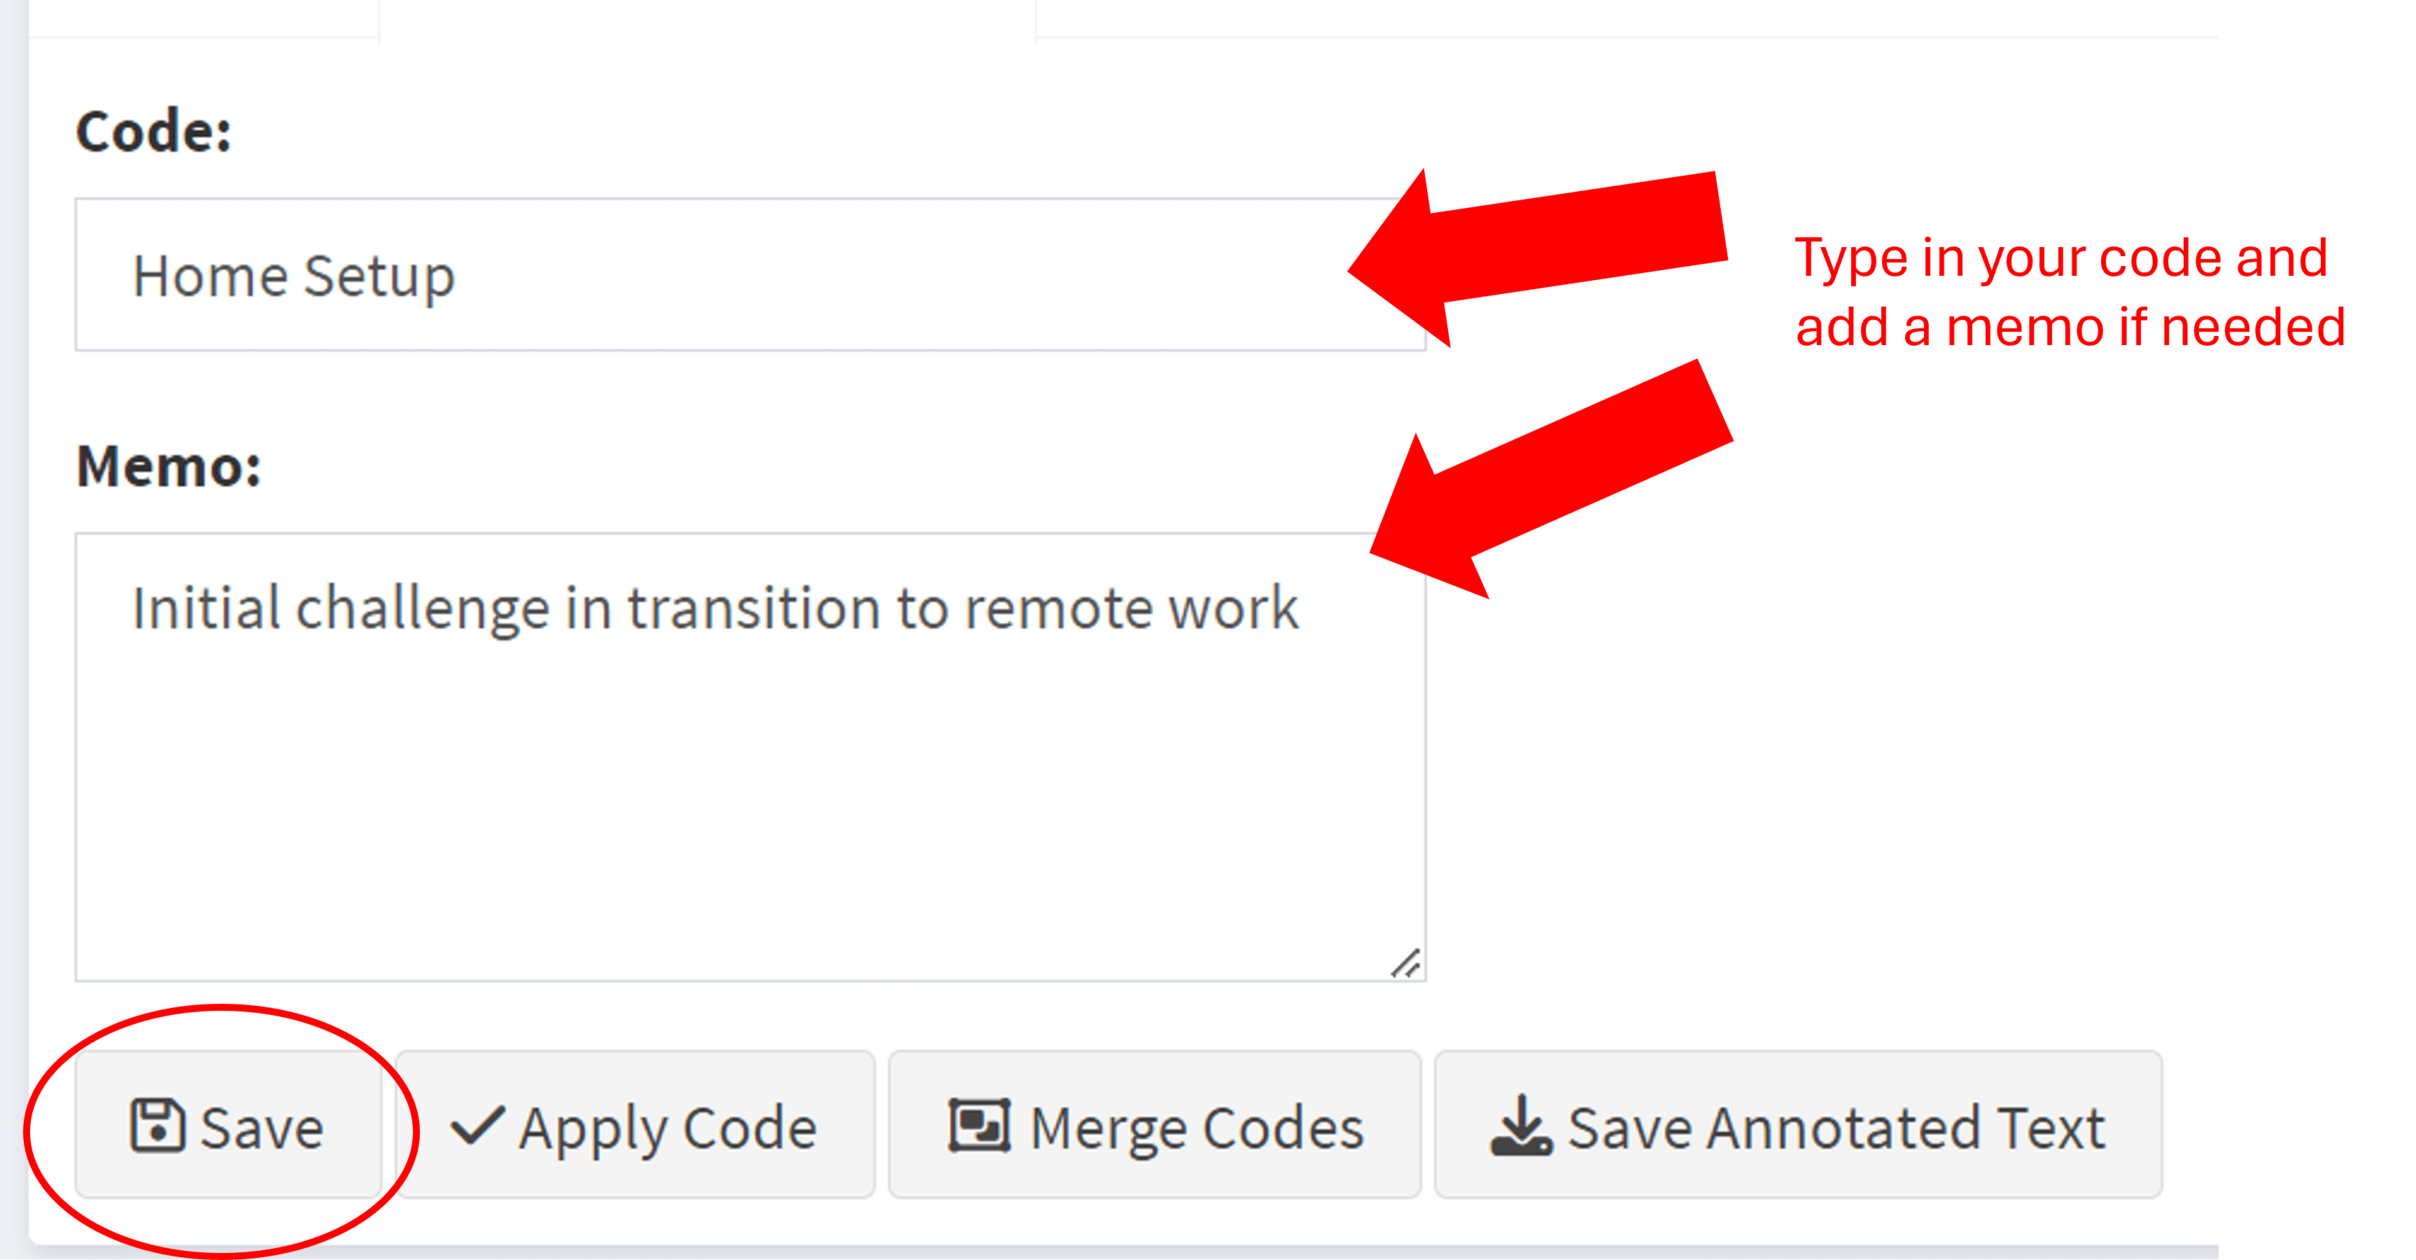 Code:
Home Setup
Type in your code and
add a memo if needed
Memo:
Initial challenge in transition to remote work
Save
Apply Code
Merge Codes
Save Annotated Text